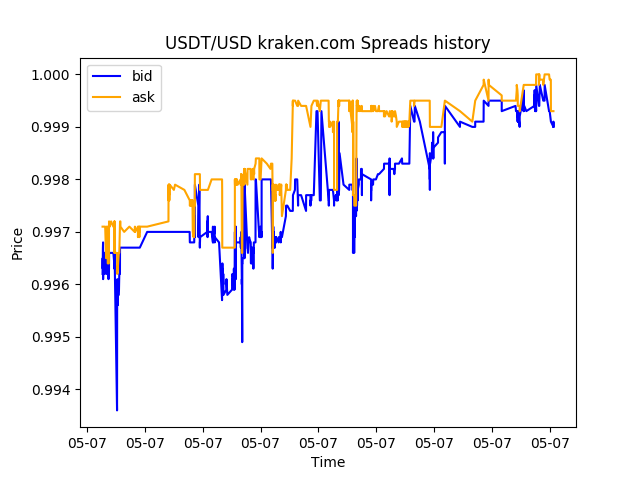 USDT/USD kraken.com Spreads history
bid
ask
1.000
0.999
0.998
0.997
0.996
0.995
0.994
Price
05-07 05-07 05-07 05-07 05-07 05-07 05-07 05-07 05-07
Time